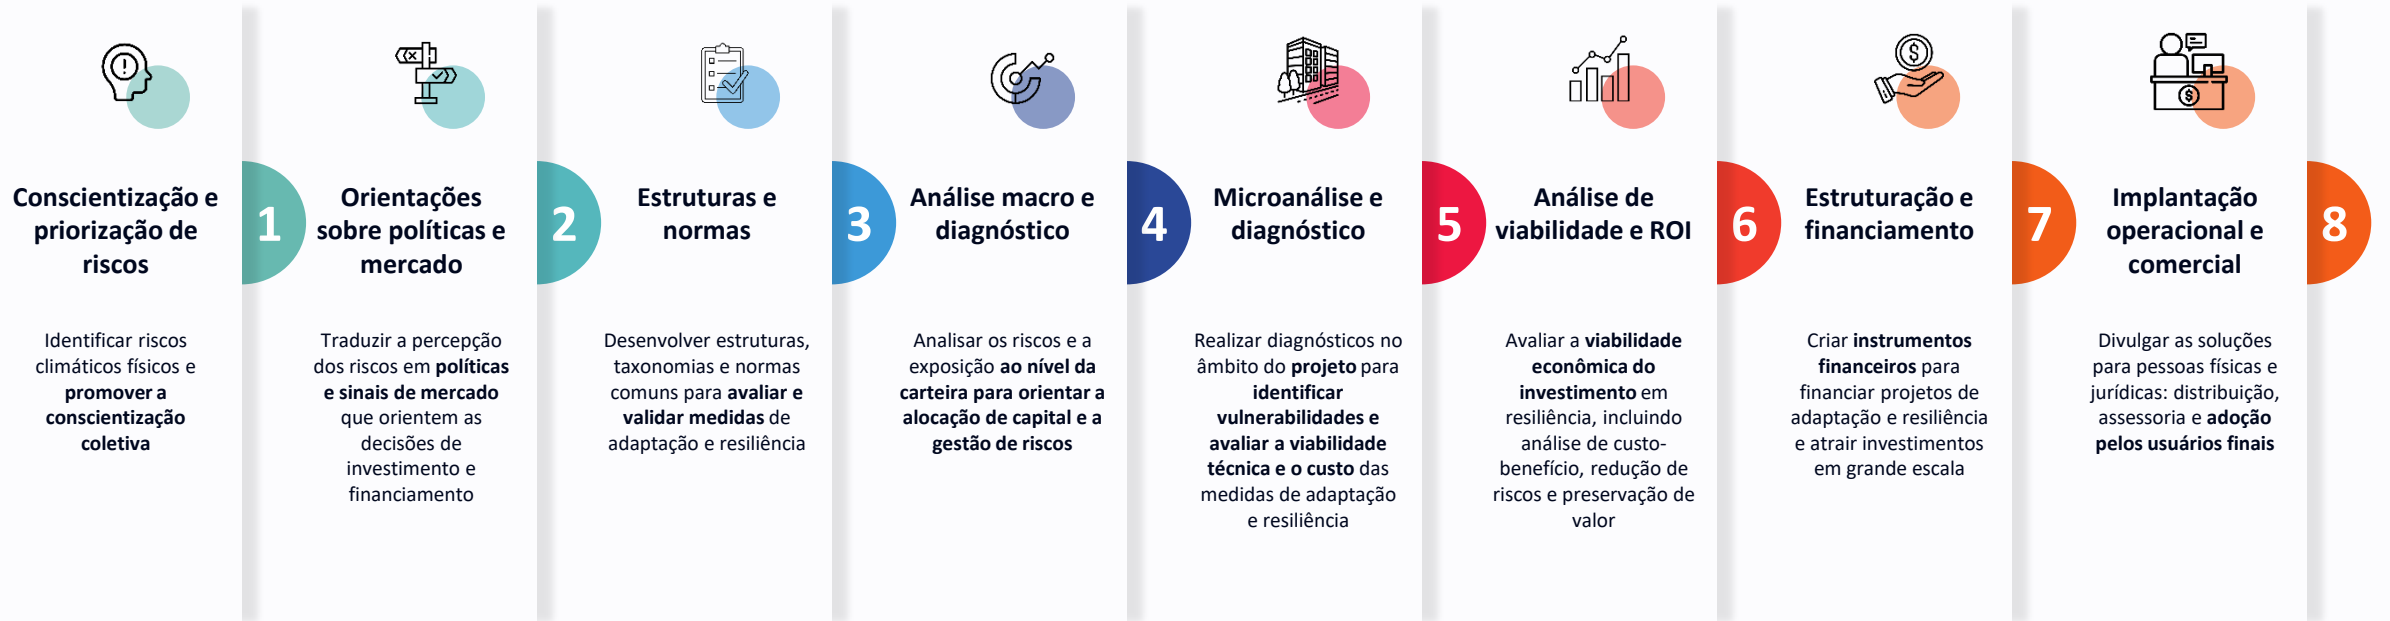 Conscientização e
priorização de
riscos
Identificar riscos
climáticos físicos e
promover a
conscientização
coletiva
1
Orientações
sobre políticas e
mercado
Traduzir a percepção
dos riscos em políticas
e sinais de mercado
que orientem as
decisões de
investimento e
financiamento
2
Estruturas e
normas
Desenvolver estruturas,
taxonomias e normas
comuns para avaliar e
validar medidas de
adaptação e resiliência
3
Análise macro e
diagnóstico
Analisar os riscos e a
exposição ao nível da
carteira para orientar a
alocação de capital e a
gestão de riscos
4
Microanálise e
diagnóstico
Realizar diagnósticos no
âmbito do projeto para
identificar
vulnerabilidades e
avaliar a viabilidade
técnica e o custo das
medidas de adaptação
e resiliência
5
Análise de
viabilidade e ROI
Avaliar a viabilidade
econômica do
investimento em
resiliência, incluindo
análise de custo-
benefício, redução de
riscos e preservação de
valor
6
Estruturação e
financiamento
Criar instrumentos
financeiros para
financiar projetos de
adaptação e resiliência
e atrair investimentos
em grande escala
7
Implantação
operacional e
comercial
Divulgar as soluções
para pessoas físicas e
jurídicas: distribuição,
assessoria e adoção
pelos usuários finais
8